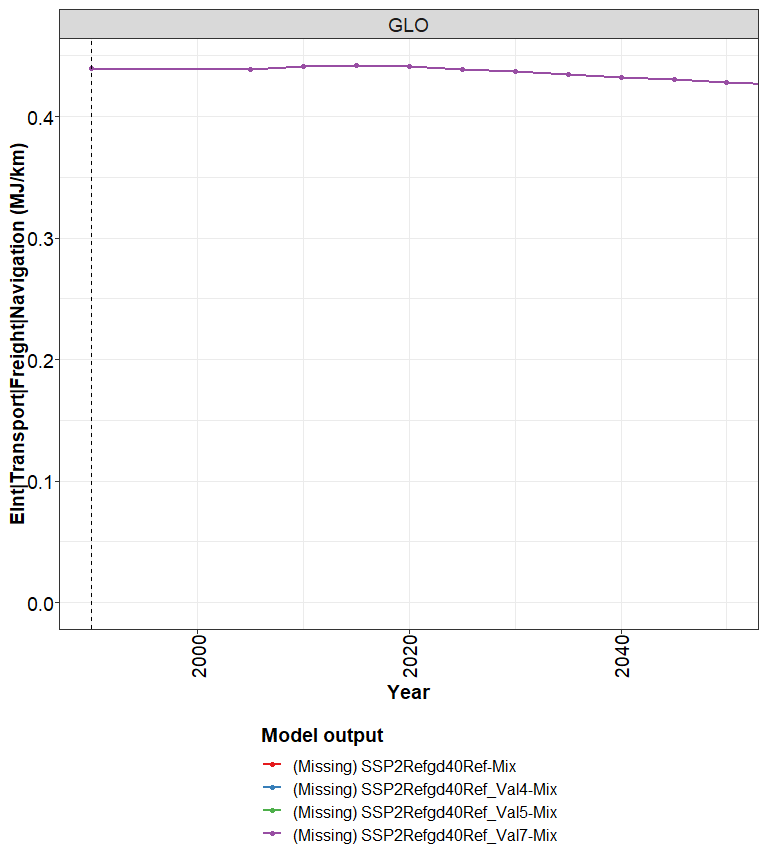 GLO
EInt|Transport|Freight|Navigation (MJ/km)
0.4
0.3
0.2
0.1
0.0
2000
2020
2040
Year
Model output
(Missing) SSP2Refgd40Ref-Mix
(Missing) SSP2Refgd40Ref_Val4-Mix
(Missing) SSP2Refgd40Ref_Val5-Mix
(Missing) SSP2Refgd40Ref_Val7-Mix